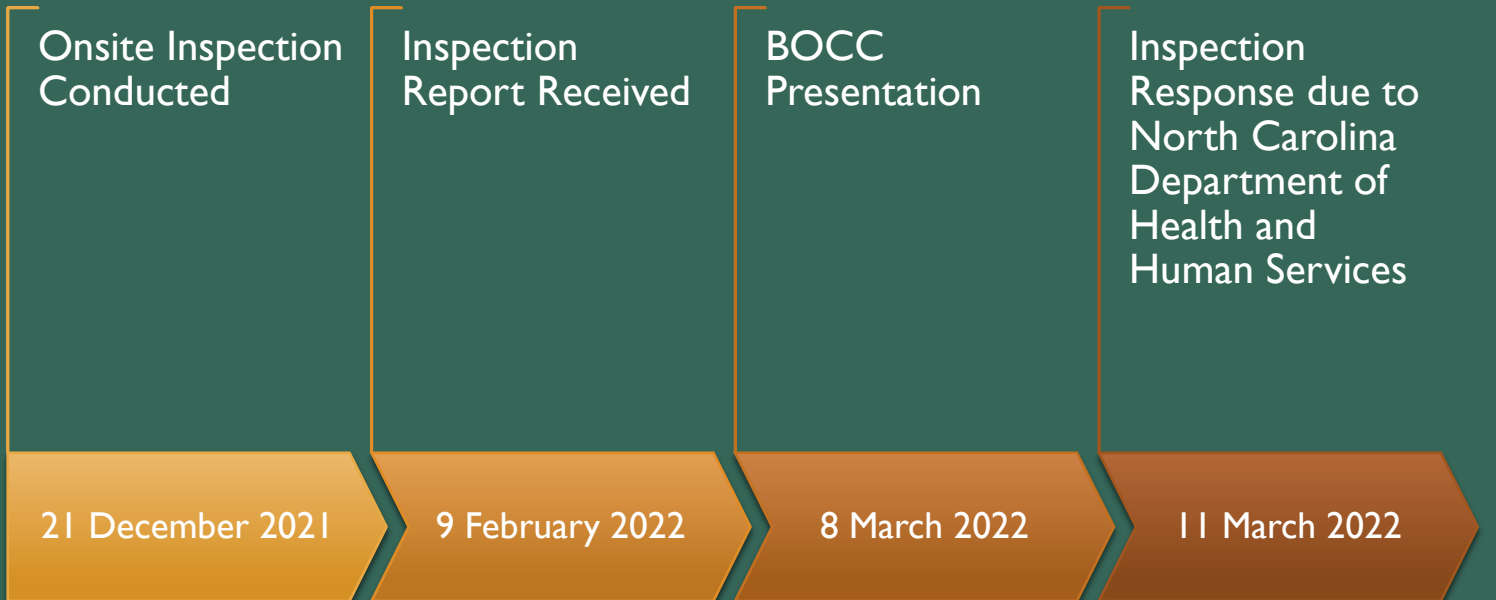 Onsite Inspection
Conducted
Inspection
Report Received
BOCC
Presentation
Inspection
Response due to
North Carolina
Department of
Health and
Human Services
21 December 2021
9 February 2022
8 March 2022
11 March 2022